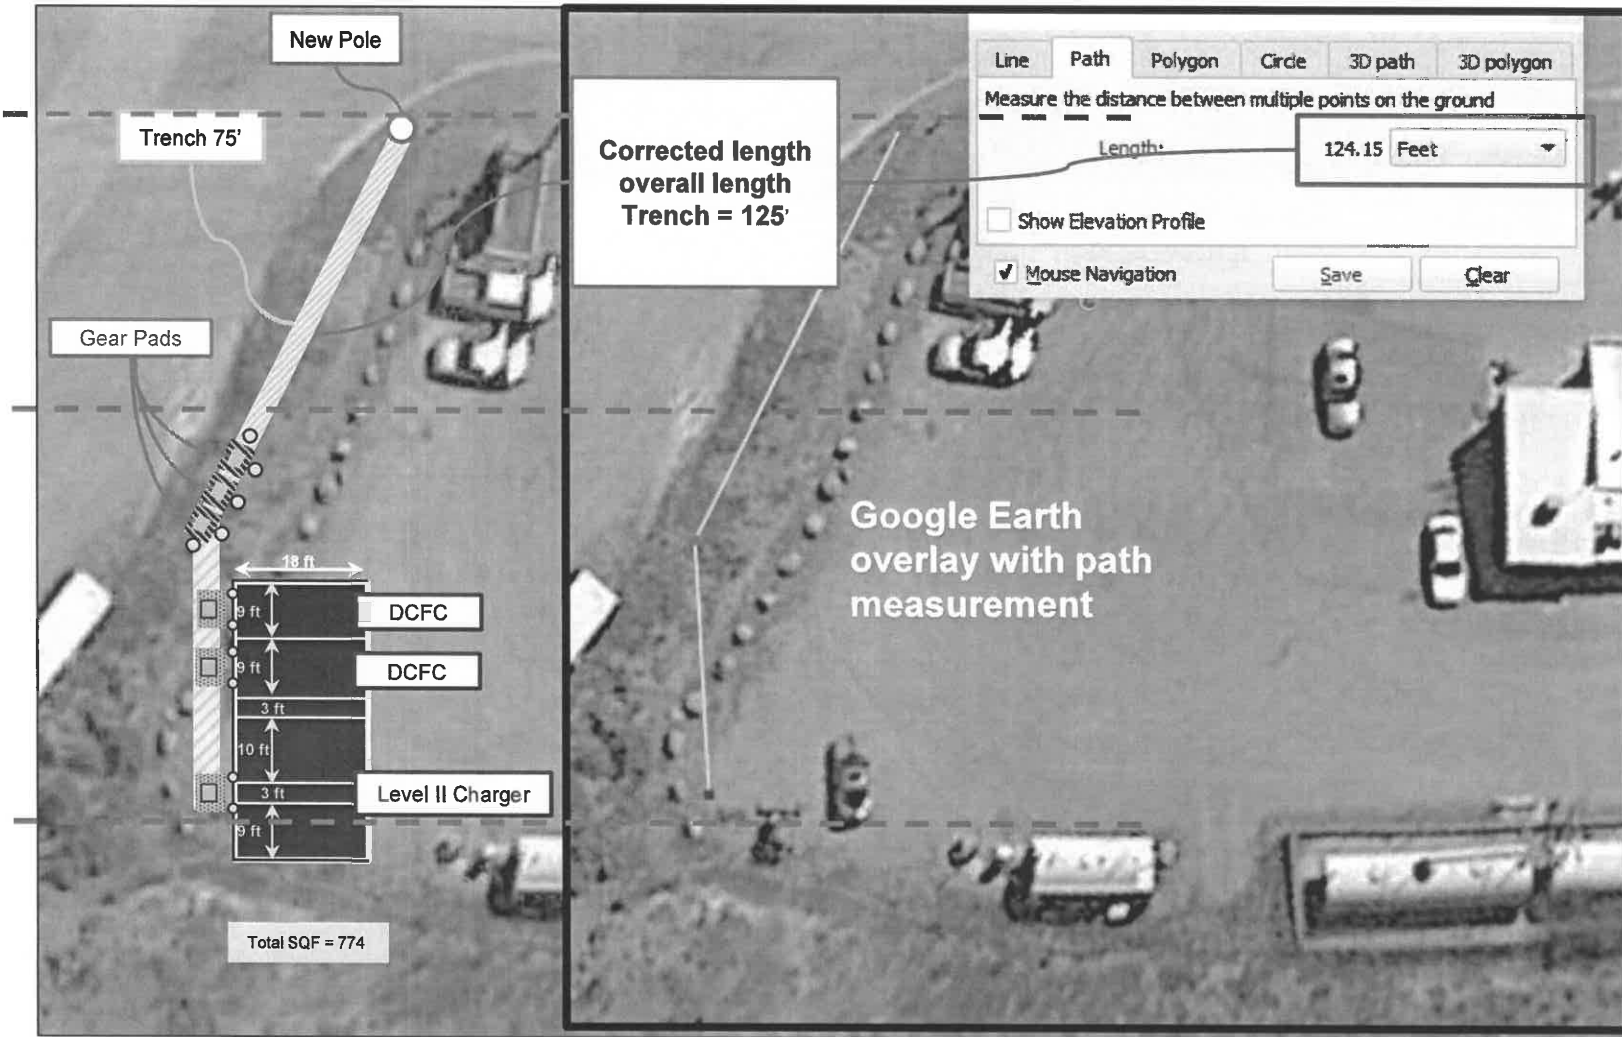 New Pole
Trench 75'
Gear Pads
18 ft
9 ft
DCFC
9 ft
DCFC
3 ft
10 ft
3 ft
Level II Charger
9 ft
Total SQF = 774
Corrected length
overall length
Trench = 125'
Line Path Polygon Circle 3D path 3D polygon
Measure the distance between multiple points on the ground
Length: 124.15 Feet
Show Elevation Profile
Mouse Navigation Save Clear
Google Earth
overlay with path
measurement